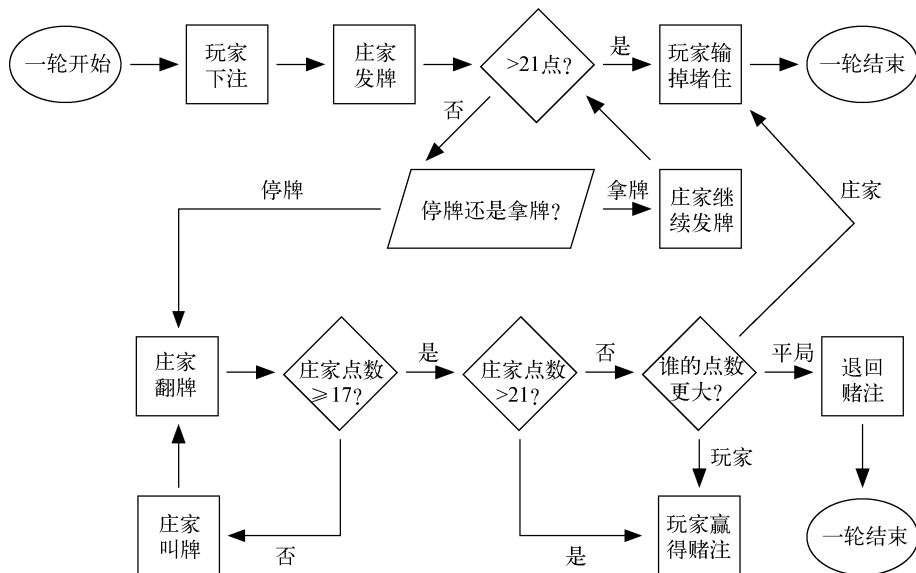 一轮开始
玩家
下注
庄家
发牌
>21点?
是
玩家输
掉堵住
一轮结束
否
停牌
停牌还是拿牌?
拿牌
庄家继
续发牌
庄家
庄家
翻牌
庄家点数
≥17?
是
庄家点数
>21?
否
谁的点数
更大?
平局
退回
赌注
玩家
庄家
叫牌
否
是
玩家赢
得赌注
一轮结束